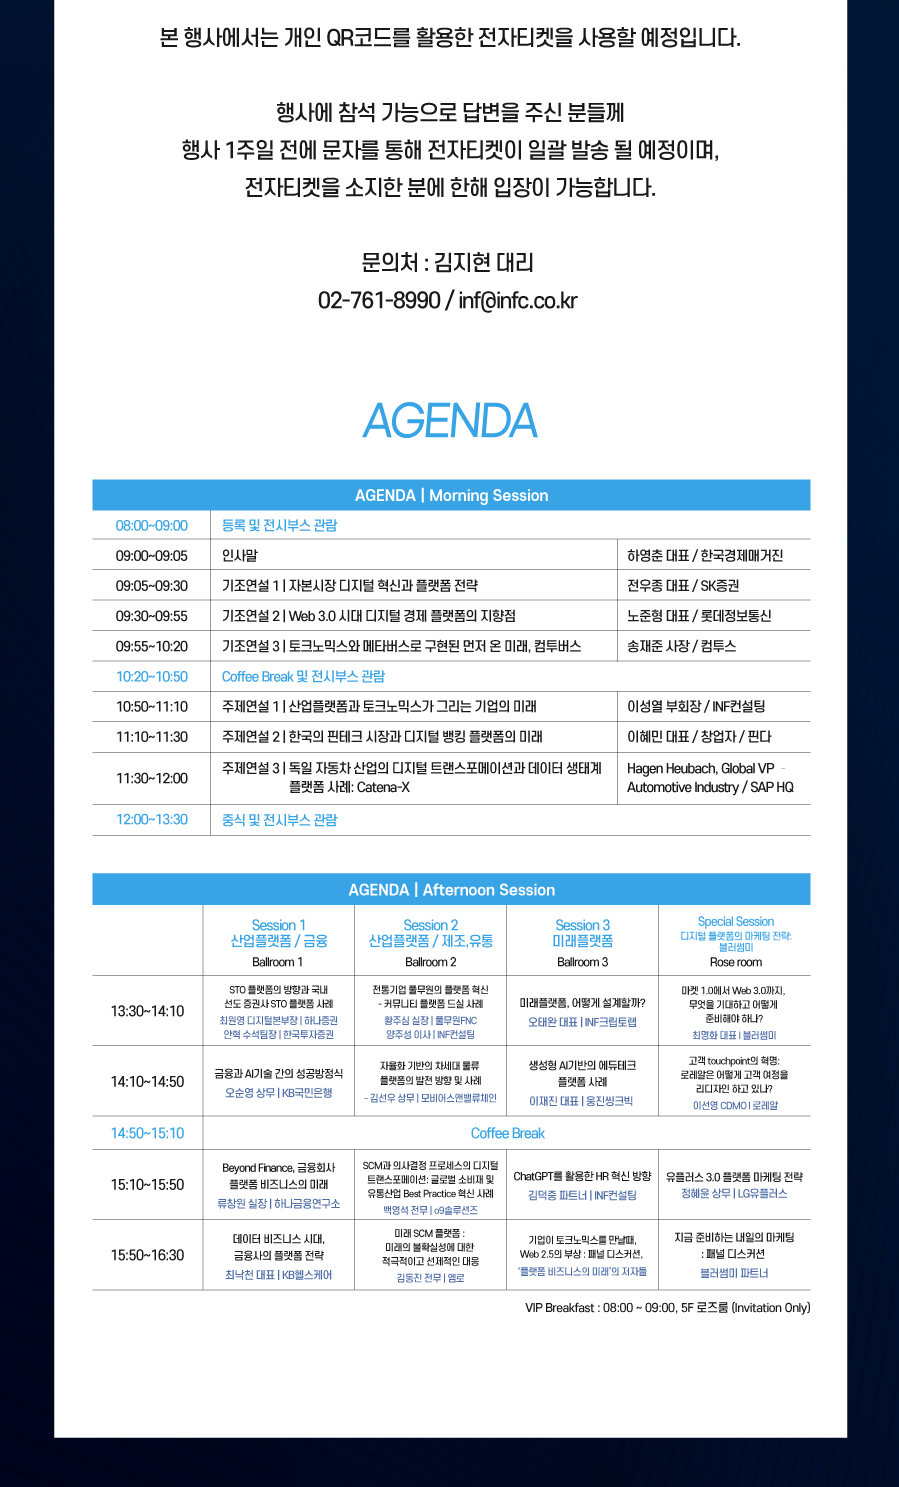 본 행사에서는 개인 QR코드를 활용한 전자티켓을 사용할 예정입니다.
행사에 참석 가능으로 답변을 주신 분들께
행사 1주일 전에 문자를 통해 전자티켓이 일괄 발송 될 예정이며,
전자티켓을 소지한 분에 한해 입장이 가능합니다.
문의처 : 김지현 대리
02-761-8990 / inf@infc.co.kr
AGENDA
AGENDA | Morning Session
08:00~09:00 등록 및 전시부스 관람
09:00~09:05 인사말 하영춘 대표 / 한국경제매거진
09:05~09:30 기조연설 1 | 자본시장 디지털 혁신과 플랫폼 전략 전우종 대표 / SK증권
09:30~09:55 기조연설 2 | Web 3.0 시대 디지털 경제 플랫폼의 지향점 노준형 대표 / 롯데정보통신
09:55~10:20 기조연설 3 | 토크노믹스와 메타버스로 구현된 먼저 온 미래, 컴투버스 송재준 사장 / 컴투스
10:20~10:50 Coffee Break 및 전시부스 관람
10:50~11:10 주제연설 1 | 산업플랫폼과 토크노믹스가 그리는 기업의 미래 이성열 부회장 / INF컨설팅
11:10~11:30 주제연설 2 | 한국의 핀테크 시장과 디지털 뱅킹 플랫폼의 미래 이혜민 대표 / 창업자 / 핀다
11:30~12:00 주제연설 3 | 독일 자동차 산업의 디지털 트랜스포메이션과 데이터 생태계
플랫폼 사례: Catena-X
Hagen Heubach, Global VP -
Automotive Industry / SAP HQ
12:00~13:30 중식 및 전시부스 관람
AGENDA | Afternoon Session
Session 1
산업플랫폼 / 금융
Ballroom 1
Session 2
산업플랫폼 / 제조,유통
Ballroom 2
Session 3
미래플랫폼
Ballroom 3
Special Session
디지털 플랫폼의 마케팅 전략:
블러썸미
Rose room
13:30~14:10
STO 플랫폼의 방향과 국내
선도 증권사 STO 플랫폼 사례
최원영 디지털본부장 | 하나증권
안혁 수석팀장 | 한국투자증권
전통기업 풀무원의 플랫폼 혁신
- 커뮤니티 플랫폼 드실 사례
황주심 실장 | 풀무원FNC
양주성 이사 | INF컨설팅
미래플랫폼, 어떻게 설계할까?
오태완 대표 | INF크립토랩
마켓 1.0에서 Web 3.0까지,
무엇을 기대하고 어떻게
준비해야 하나?
최명화 대표 | 블러썸미
14:10~14:50
금융과 AI기술 간의 성공방정식
오순영 상무 | KB국민은행
자율화 기반의 차세대 물류
플랫폼의 발전 방향 및 사례
- 김선우 상무 | 모비어스앤밸류체인
생성형 AI기반의 에듀테크
플랫폼 사례
이재진 대표 | 웅진씽크빅
고객 touchpoint의 혁명:
로레알은 어떻게 고객 여정을
리디자인 하고 있나?
이선영 CDMO | 로레알
14:50~15:10 Coffee Break
15:10~15:50
Beyond Finance, 금융회사
플랫폼 비즈니스의 미래
류창원 실장 | 하나금융연구소
SCM과 의사결정 프로세스의 디지털
트랜스포메이션: 글로벌 소비재 및
유통산업 Best Practice 혁신 사례
백영석 전무 | o9솔루션즈
ChatGPT를 활용한 HR 혁신 방향
김덕중 파트너 | INF컨설팅
유플러스 3.0 플랫폼 마케팅 전략
정혜윤 상무 | LG유플러스
15:50~16:30
데이터 비즈니스 시대,
금융사의 플랫폼 전략
최낙천 대표 | KB헬스케어
미래 SCM 플랫폼 :
미래의 불확실성에 대한
적극적이고 선제적인 대응
김동진 전무 | 엠로
기업이 토크노믹스를 만날때,
Web 2.5의 부상 : 패널 디스커션,
'플랫폼 비즈니스의 미래'의 저자들
지금 준비하는 내일의 마케팅
: 패널 디스커션
블러썸미 파트너
VIP Breakfast : 08:00 ~ 09:00, 5F 로즈룸 (Invitation Only)